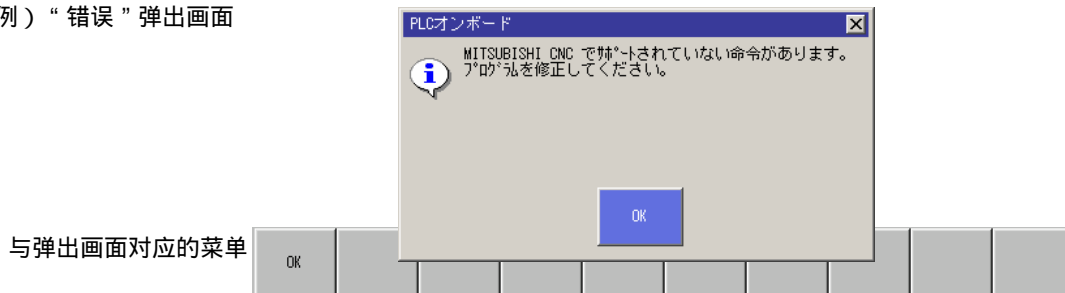 例）“错误”弹出画面
PLCオンボード
MITSUBISHI CNC でｻﾎﾟｰﾄされていない命令があります。
ﾌﾟﾛｸﾞﾗﾑを修正してください。
OK
与弹出画面对应的菜单
OK